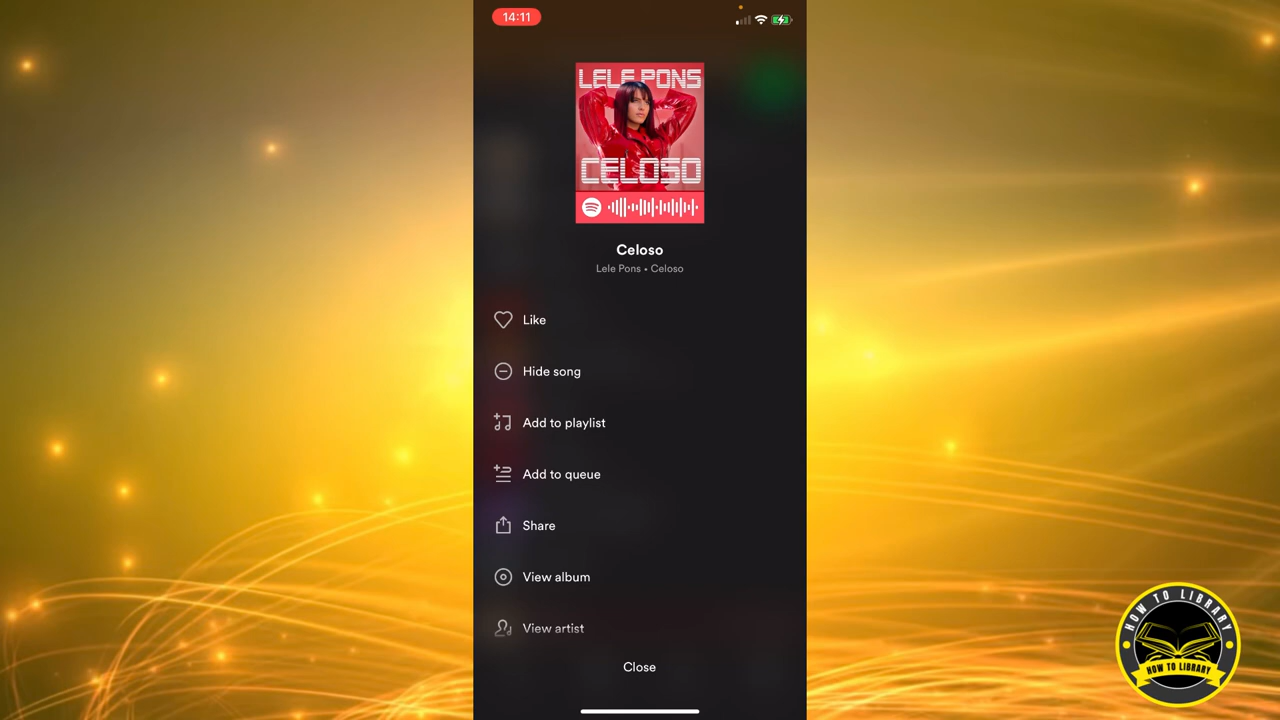 14:11
LELE PONS
CELOSO
Celoso
Lele Pons • Celoso
Like
Hide song
Add to playlist
Add to queue
Share
View album
View artist
Close
HOW TO LIBRARY
HOW TO LIBRARY